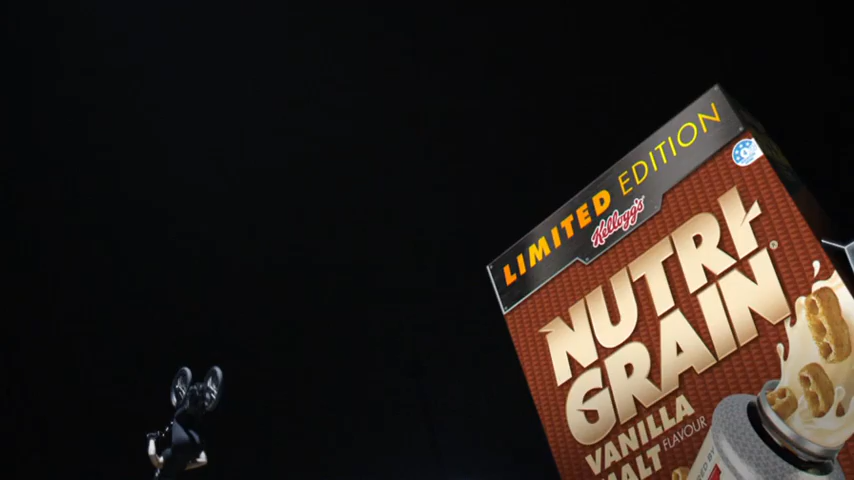 LIMITED EDITION
Kellogg's
NUTRI-
GRAIN®
VANILLA
MALT FLAVOUR